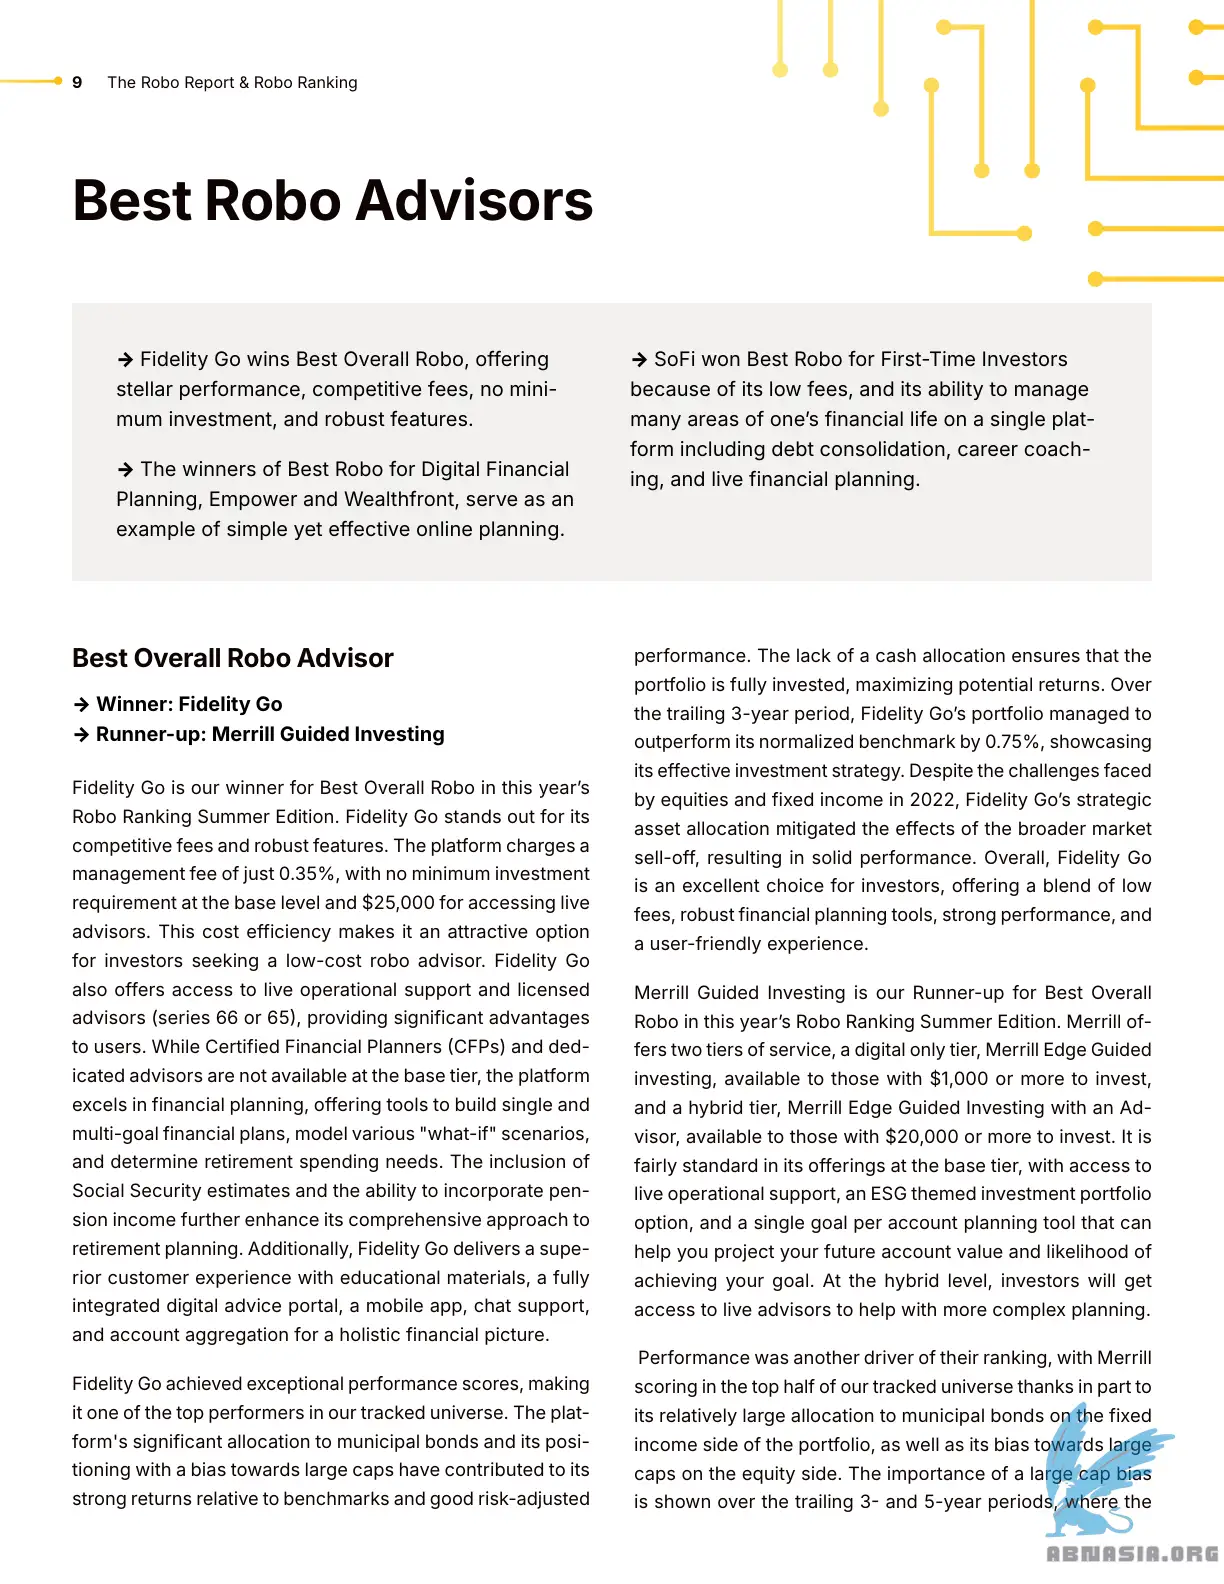 9 The Robo Report & Robo Ranking
Best Robo Advisors
→ Fidelity Go wins Best Overall Robo, offering
stellar performance, competitive fees, no mini-
mum investment, and robust features.
→ The winners of Best Robo for Digital Financial
Planning, Empower and Wealthfront, serve as an
example of simple yet effective online planning.
→ SoFi won Best Robo for First-Time Investors
because of its low fees, and its ability to manage
many areas of one’s financial life on a single plat-
form including debt consolidation, career coach-
ing, and live financial planning.
Best Overall Robo Advisor
→ Winner: Fidelity Go
→ Runner-up: Merrill Guided Investing
Fidelity Go is our winner for Best Overall Robo in this year’s
Robo Ranking Summer Edition. Fidelity Go stands out for its
competitive fees and robust features. The platform charges a
management fee of just 0.35%, with no minimum investment
requirement at the base level and $25,000 for accessing live
advisors. This cost efficiency makes it an attractive option
for investors seeking a low-cost robo advisor. Fidelity Go
also offers access to live operational support and licensed
advisors (series 66 or 65), providing significant advantages
to users. While Certified Financial Planners (CFPs) and ded-
icated advisors are not available at the base tier, the platform
excels in financial planning, offering tools to build single and
multi-goal financial plans, model various "what-if" scenarios,
and determine retirement spending needs. The inclusion of
Social Security estimates and the ability to incorporate pen-
sion income further enhance its comprehensive approach to
retirement planning. Additionally, Fidelity Go delivers a supe-
rior customer experience with educational materials, a fully
integrated digital advice portal, a mobile app, chat support,
and account aggregation for a holistic financial picture.
Fidelity Go achieved exceptional performance scores, making
it one of the top performers in our tracked universe. The plat-
form's significant allocation to municipal bonds and its posi-
tioning with a bias towards large caps have contributed to its
strong returns relative to benchmarks and good risk-adjusted
performance. The lack of a cash allocation ensures that the
portfolio is fully invested, maximizing potential returns. Over
the trailing 3-year period, Fidelity Go’s portfolio managed to
outperform its normalized benchmark by 0.75%, showcasing
its effective investment strategy. Despite the challenges faced
by equities and fixed income in 2022, Fidelity Go’s strategic
asset allocation mitigated the effects of the broader market
sell-off, resulting in solid performance. Overall, Fidelity Go
is an excellent choice for investors, offering a blend of low
fees, robust financial planning tools, strong performance, and
a user-friendly experience.
Merrill Guided Investing is our Runner-up for Best Overall
Robo in this year’s Robo Ranking Summer Edition. Merrill of-
fers two tiers of service, a digital only tier, Merrill Edge Guided
investing, available to those with $1,000 or more to invest,
and a hybrid tier, Merrill Edge Guided Investing with an Ad-
visor, available to those with $20,000 or more to invest. It is
fairly standard in its offerings at the base tier, with access to
live operational support, an ESG themed investment portfolio
option, and a single goal per account planning tool that can
help you project your future account value and likelihood of
achieving your goal. At the hybrid level, investors will get
access to live advisors to help with more complex planning.
Performance was another driver of their ranking, with Merrill
scoring in the top half of our tracked universe thanks in part to
its relatively large allocation to municipal bonds on the fixed
income side of the portfolio, as well as its bias towards large
caps on the equity side. The importance of a large cap bias
is shown over the trailing 3- and 5-year periods, where the
ABNASIA.ORG